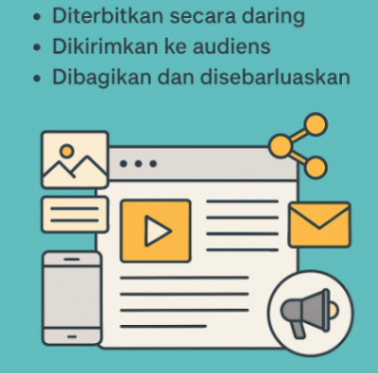 • Diterbitkan secara daring
• Dikirimkan ke audiens
• Dibagikan dan disebarluaskan